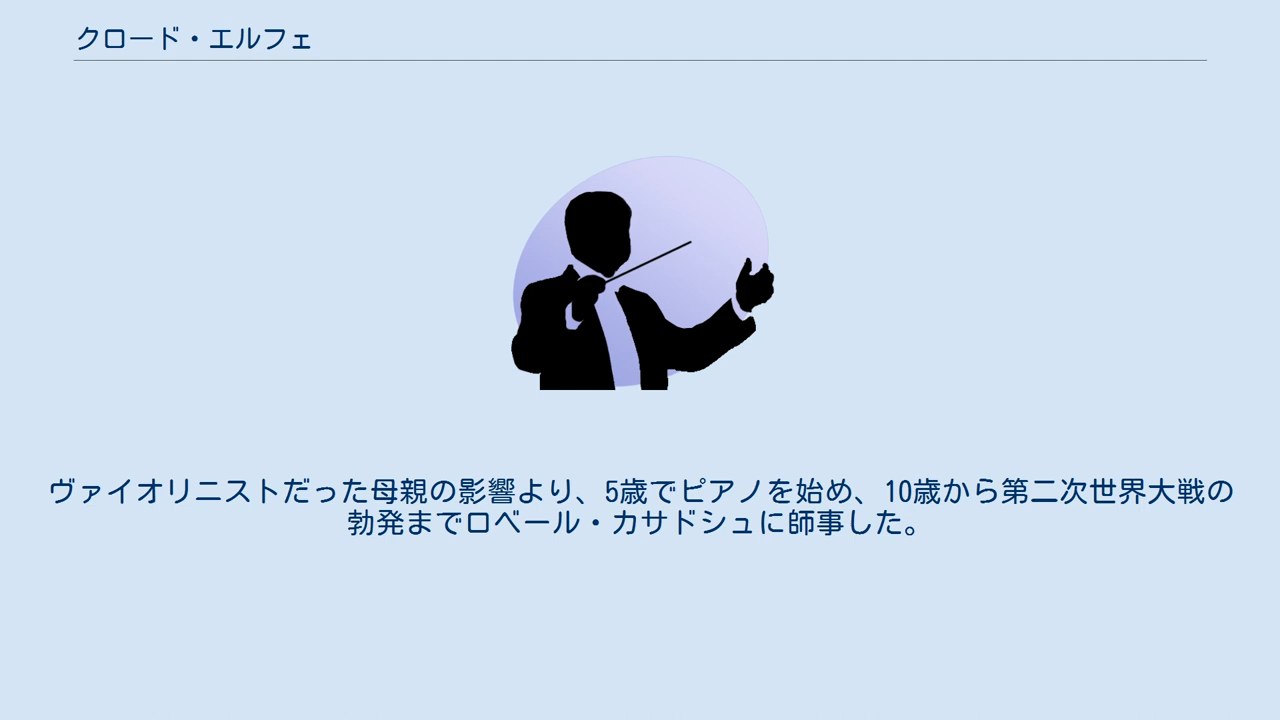 クロード・エルフェ
ヴァイオリニストだった母親の影響より、5歳でピアノを始め、10歳から第二次世界大戦の
勃発までロベール・カサドシュに師事した。